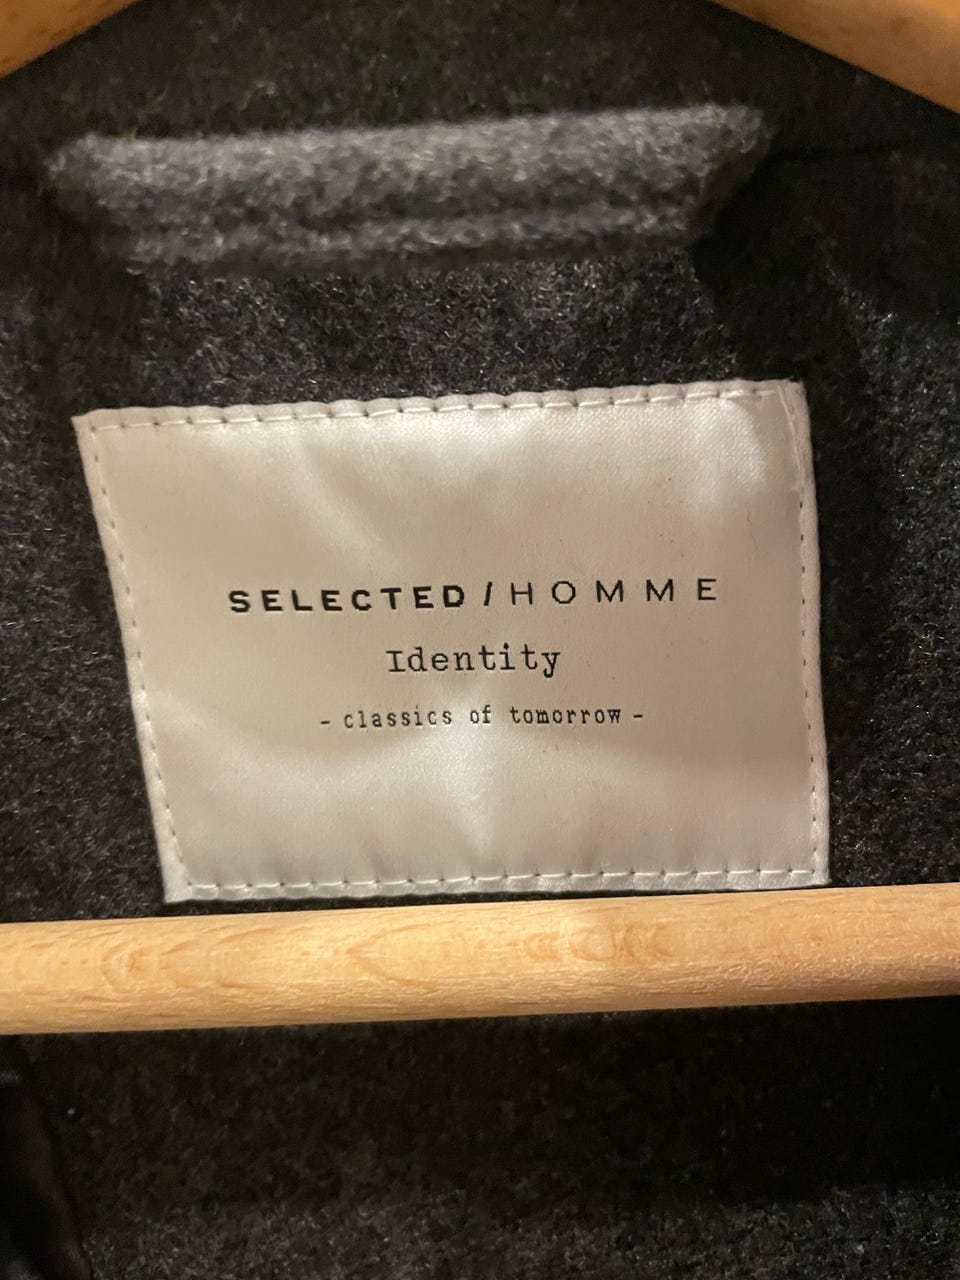 SELECTED/HOMME
Identity
- classics of tomorrow -